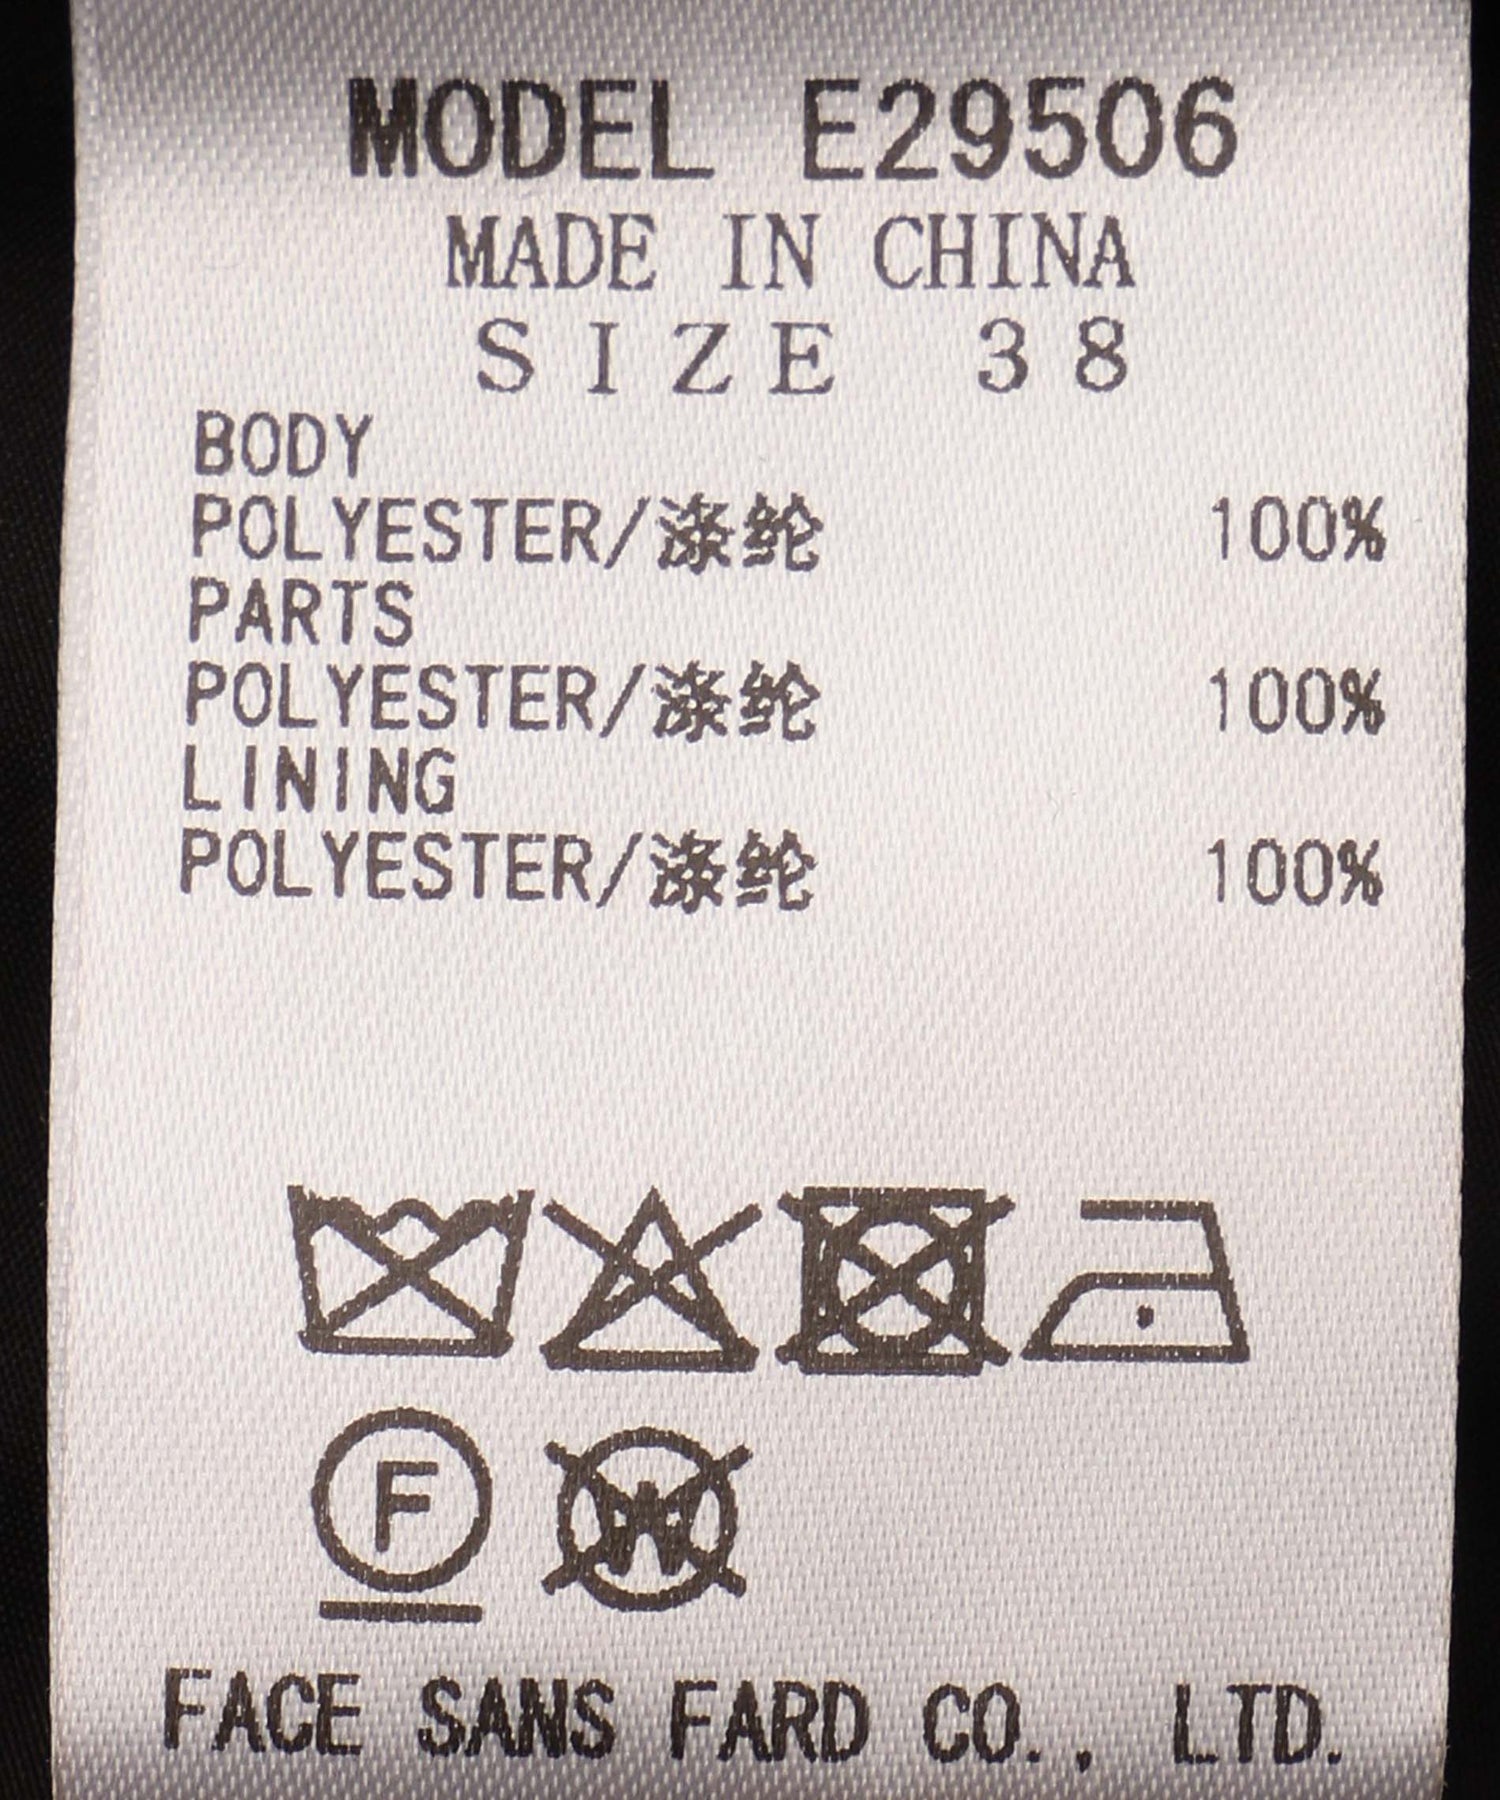 MODEL E29506
MADE IN CHINA
SIZE 38
BODY
POLYESTER/涤纶 100%
PARTS
POLYESTER/涤纶 100%
LINING
POLYESTER/涤纶 100%
F W
FACE SANS FARD CO., LTD.